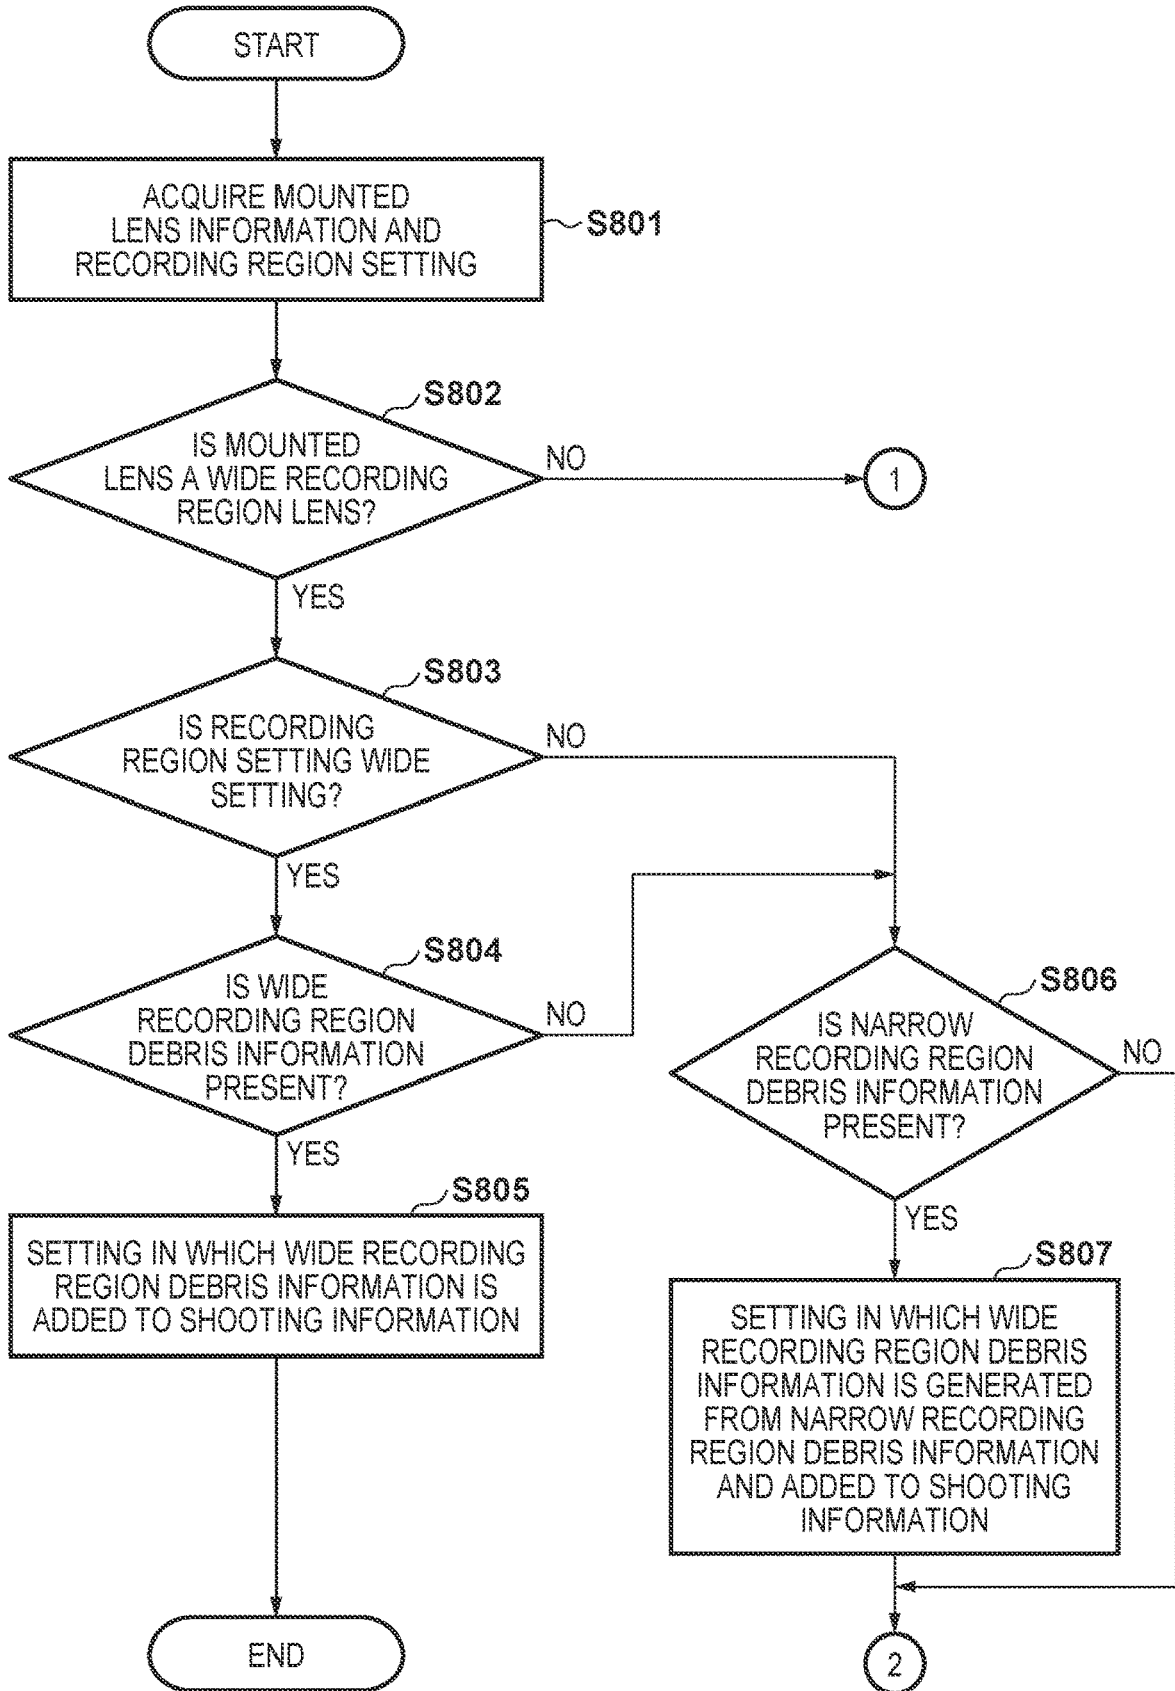 START
ACQUIRE MOUNTED
LENS INFORMATION AND
RECORDING REGION SETTING
S801
S802
IS MOUNTED
LENS A WIDE RECORDING
REGION LENS?
NO
1
YES
S803
IS RECORDING
REGION SETTING WIDE
SETTING?
NO
YES
S804
IS WIDE
RECORDING REGION
DEBRIS INFORMATION
PRESENT?
NO
YES
S806
IS NARROW
RECORDING REGION
DEBRIS INFORMATION
PRESENT?
NO
YES
S805
SETTING IN WHICH WIDE RECORDING
REGION DEBRIS INFORMATION IS
ADDED TO SHOOTING INFORMATION
S807
SETTING IN WHICH WIDE
RECORDING REGION DEBRIS
INFORMATION IS GENERATED
FROM NARROW RECORDING
REGION DEBRIS INFORMATION
AND ADDED TO SHOOTING
INFORMATION
END
2